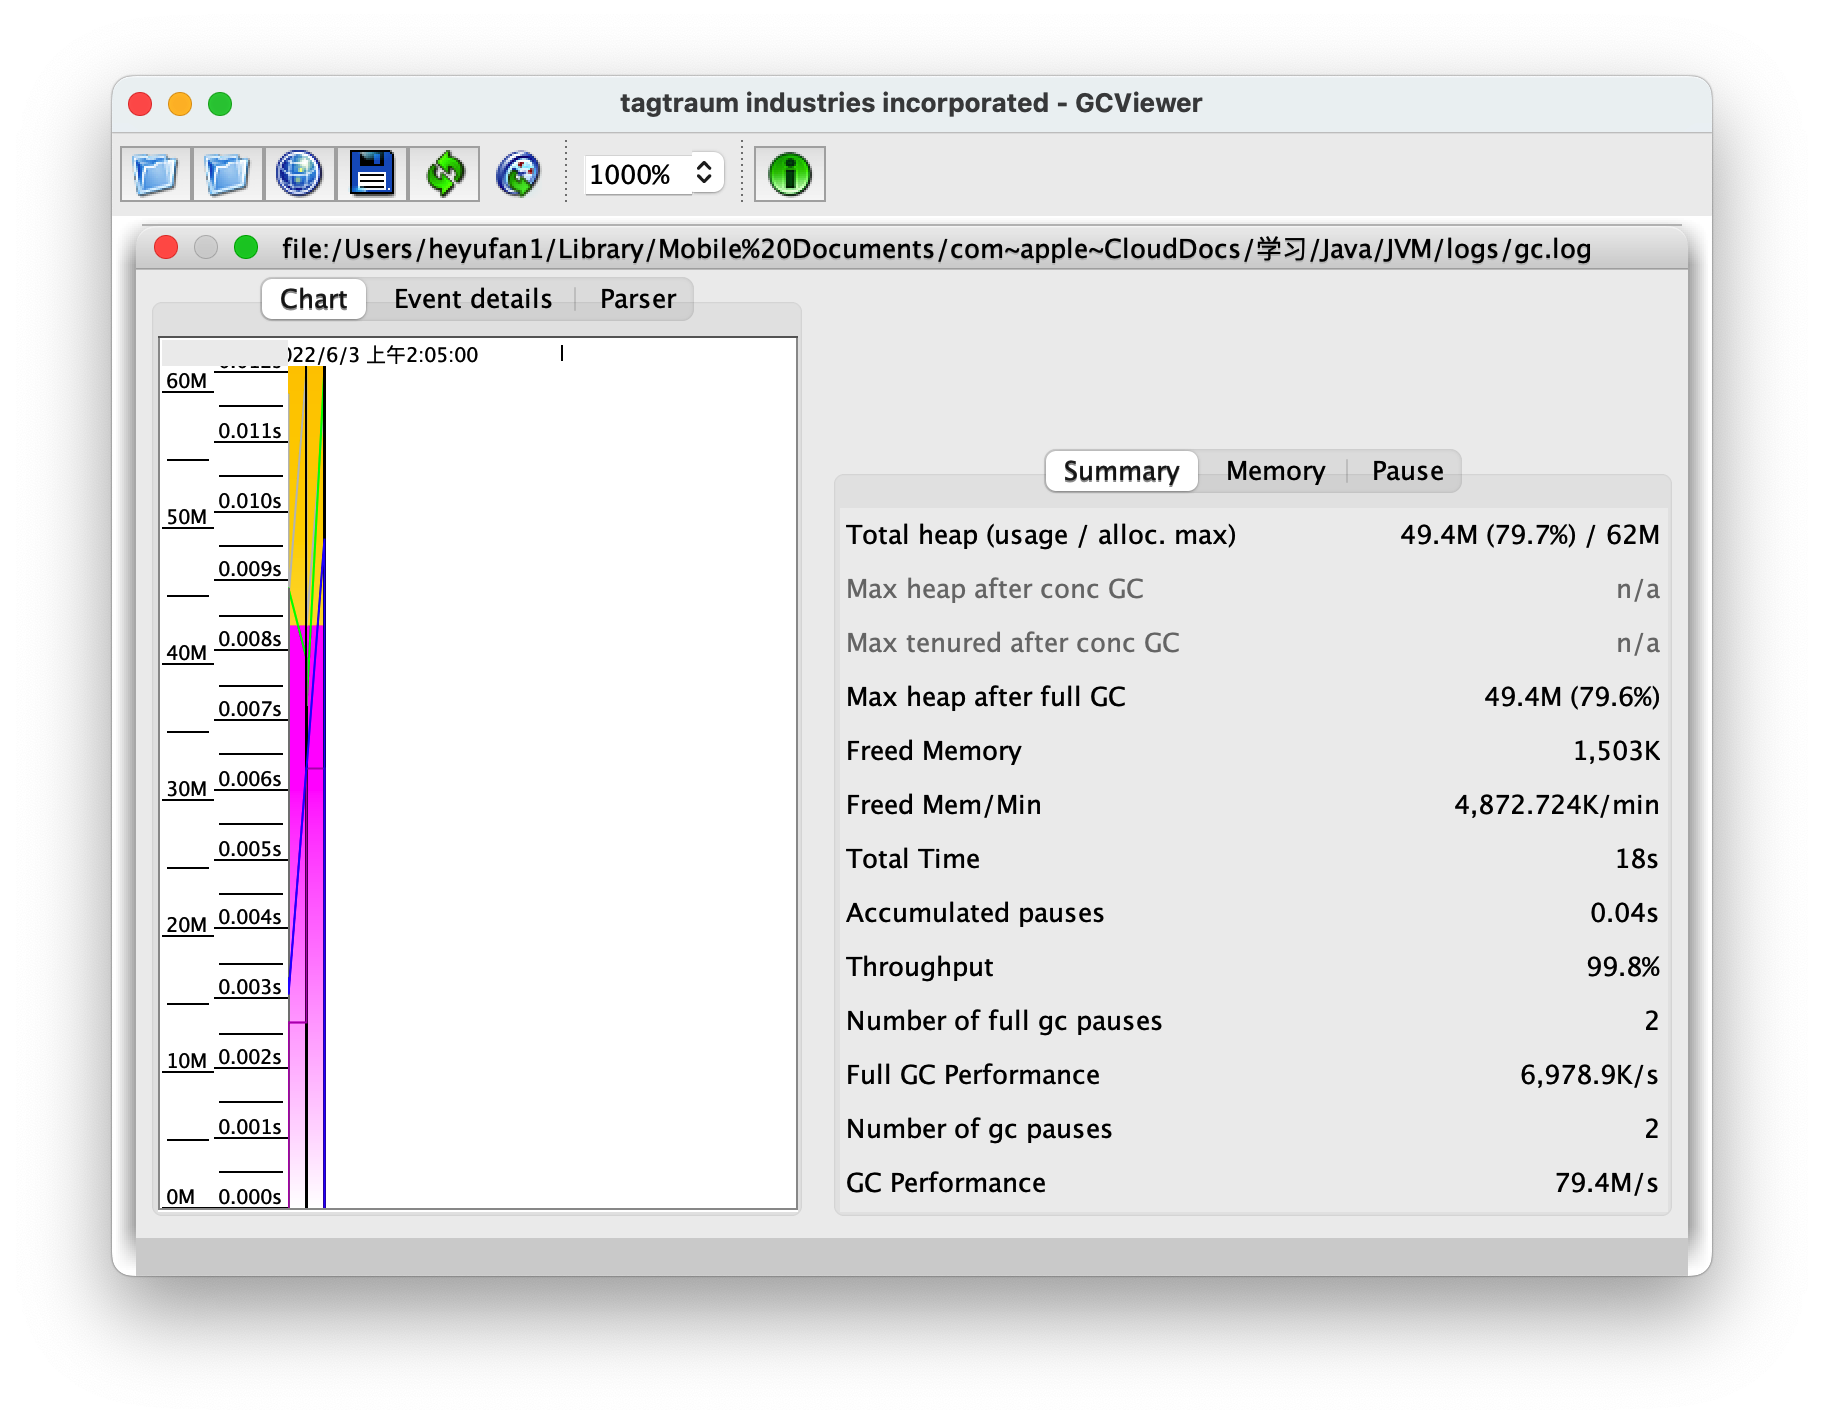 tagtraum industries incorporated - GCViewer
1000%
file:/Users/heyufan1/Library/Mobile%20Documents/com~apple~CloudDocs/学习/Java/JVM/logs/gc.log
Chart Event details Parser
022/6/3 上午2:05:00
60M
0.011s
0.010s
50M
0.009s
0.008s
40M
0.007s
0.006s
30M
0.005s
0.004s
20M
0.003s
0.002s
10M
0.001s
0M 0.000s
Summary Memory Pause
Total heap (usage / alloc. max) 49.4M (79.7%) / 62M
Max heap after conc GC n/a
Max tenured after conc GC n/a
Max heap after full GC 49.4M (79.6%)
Freed Memory 1,503K
Freed Mem/Min 4,872.724K/min
Total Time 18s
Accumulated pauses 0.04s
Throughput 99.8%
Number of full gc pauses 2
Full GC Performance 6,978.9K/s
Number of gc pauses 2
GC Performance 79.4M/s